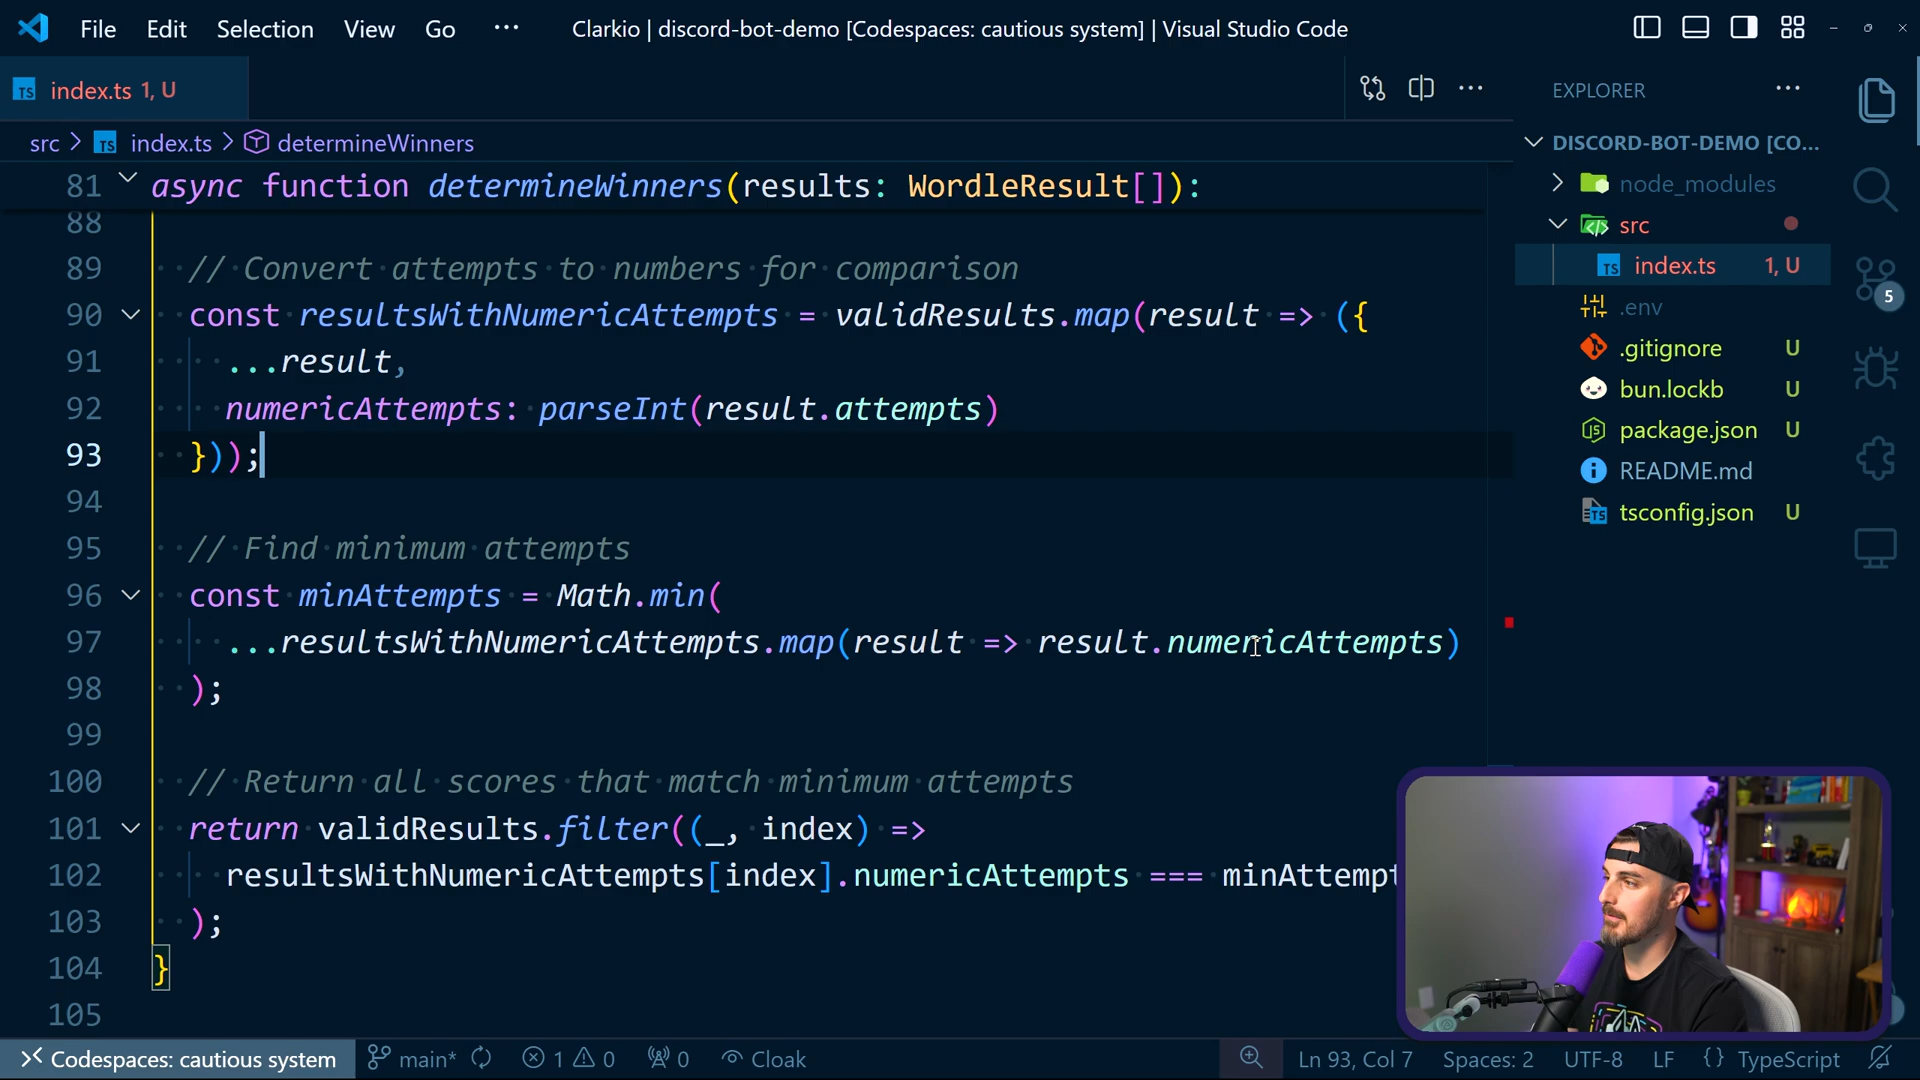 File Edit Selection View Go ··· Clarkio | discord-bot-demo [Codespaces: cautious system] | Visual Studio Code
TS index.ts 1, U
src > TS index.ts > determineWinners
81 async function determineWinners(results: WordleResult[]):
88
89 // Convert attempts to numbers for comparison
90 const resultsWithNumericAttempts = validResults.map(result => ({
91 ...result,
92 numericAttempts: parseInt(result.attempts)
93 }));
94
95 // Find minimum attempts
96 const minAttempts = Math.min(
97 ...resultsWithNumericAttempts.map(result => result.numericAttempts)
98 );
99
100 // Return all scores that match minimum attempts
101 return validResults.filter((_, index) =>
102 resultsWithNumericAttempts[index].numericAttempts === minAttempt
103 );
104 }
105
EXPLORER ···
DISCORD-BOT-DEMO [CO...
node_modules
src
TS index.ts 1, U
.env
.gitignore U
bun.lockb U
JS package.json U
README.md
TS tsconfig.json U
5
Codespaces: cautious system main* 1 0 0 Cloak Ln 93, Col 7 Spaces: 2 UTF-8 LF {} TypeScript